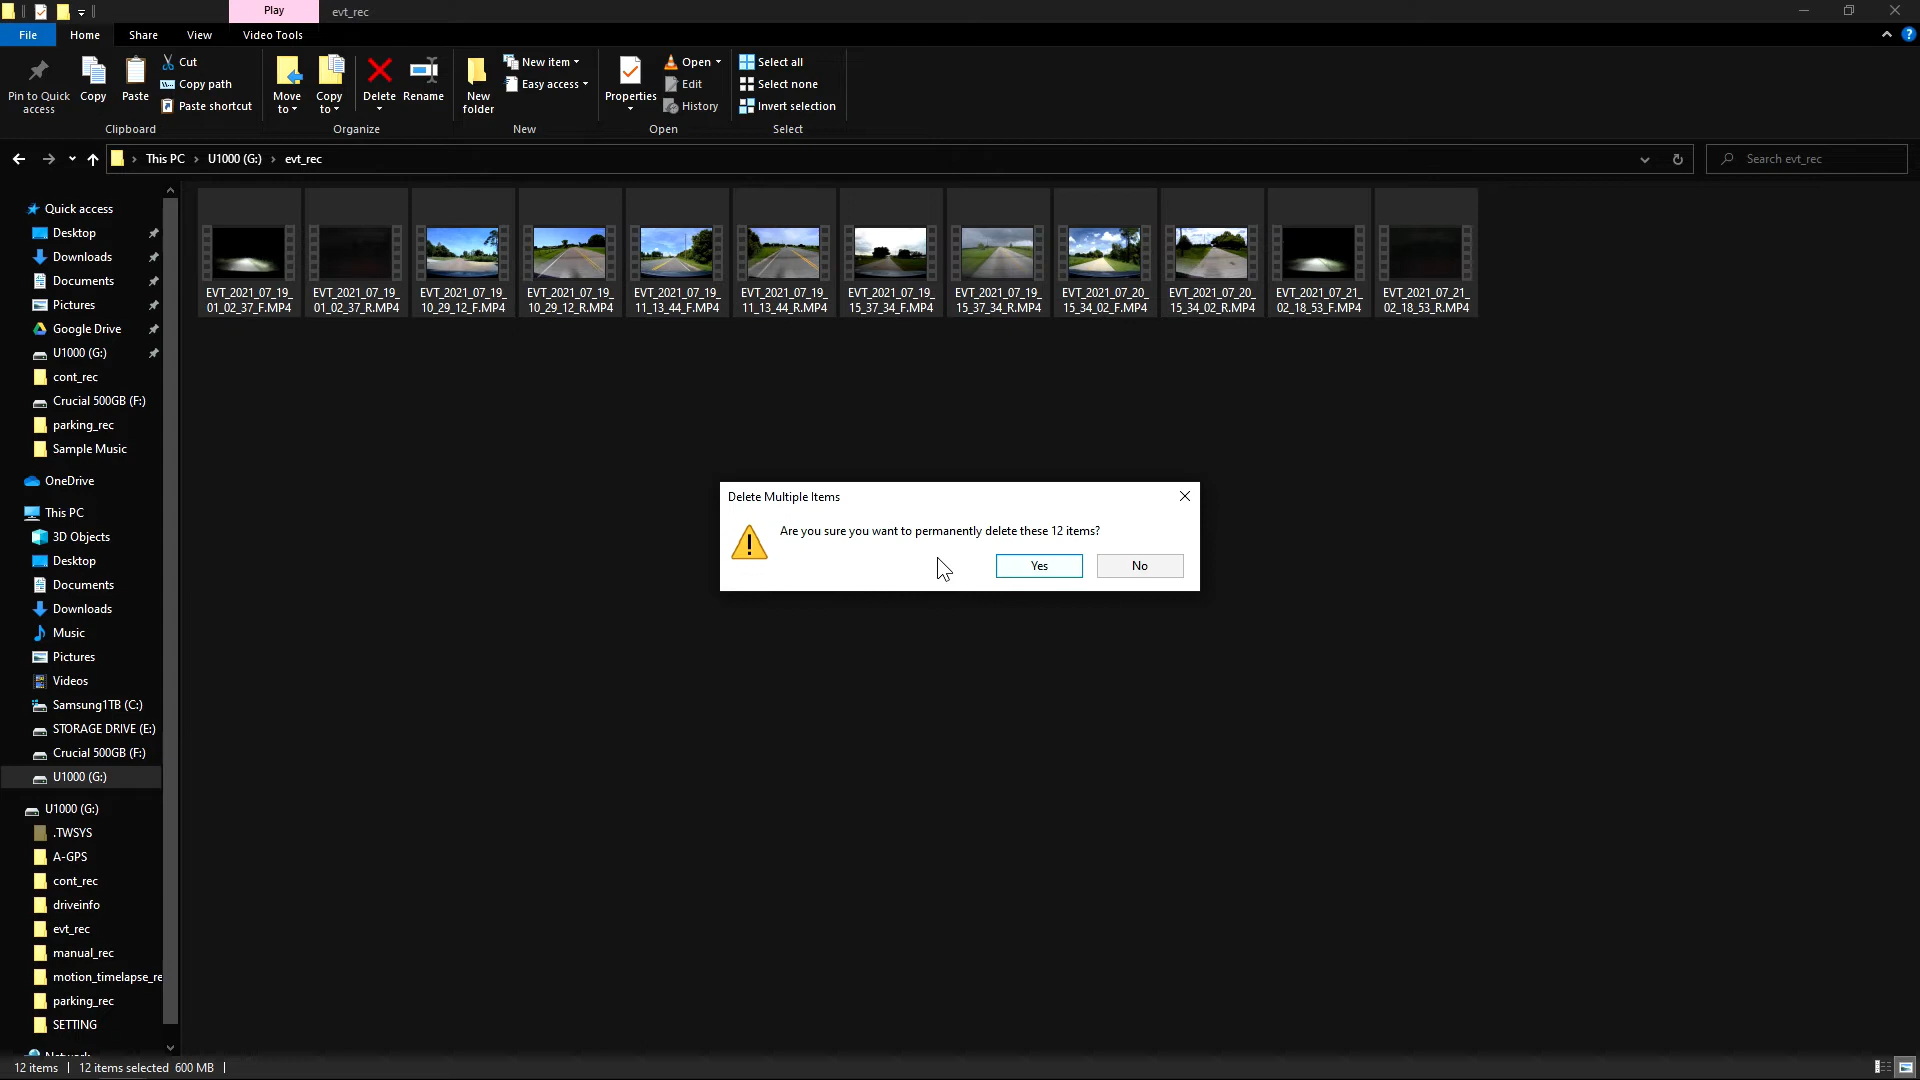 Play
evt_rec
File
Home
Share
View
Video Tools
Pin to Quick
access
Copy
Paste
Cut
Copy path
Paste shortcut
Clipboard
Move
to
Copy
to
Delete
Rename
Organize
New
folder
New item
Easy access
New
Properties
Open
Edit
History
Open
Select all
Select none
Invert selection
Select
This PC > U1000 (G:) > evt_rec
Search evt_rec
Quick access
Desktop
Downloads
Documents
Pictures
Google Drive
U1000 (G:)
cont_rec
Crucial 500GB (F:)
parking_rec
Sample Music
OneDrive
This PC
3D Objects
Desktop
Documents
Downloads
Music
Pictures
Videos
Samsung1TB (C:)
STORAGE DRIVE (E:)
Crucial 500GB (F:)
U1000 (G:)
U1000 (G:)
.TWSYS
A-GPS
cont_rec
driveinfo
evt_rec
manual_rec
motion_timelapse_re
parking_rec
SETTING
EVT_2021_07_19_
01_02_37_F.MP4
EVT_2021_07_19_
01_02_37_R.MP4
EVT_2021_07_19_
10_29_12_F.MP4
EVT_2021_07_19_
10_29_12_R.MP4
EVT_2021_07_19_
11_13_44_F.MP4
EVT_2021_07_19_
11_13_44_R.MP4
EVT_2021_07_19_
15_37_34_F.MP4
EVT_2021_07_19_
15_37_34_R.MP4
EVT_2021_07_20_
15_34_02_F.MP4
EVT_2021_07_20_
15_34_02_R.MP4
EVT_2021_07_21_
02_18_53_F.MP4
EVT_2021_07_21_
02_18_53_R.MP4
Delete Multiple Items
Are you sure you want to permanently delete these 12 items?
Yes
No
12 items
12 items selected 600 MB